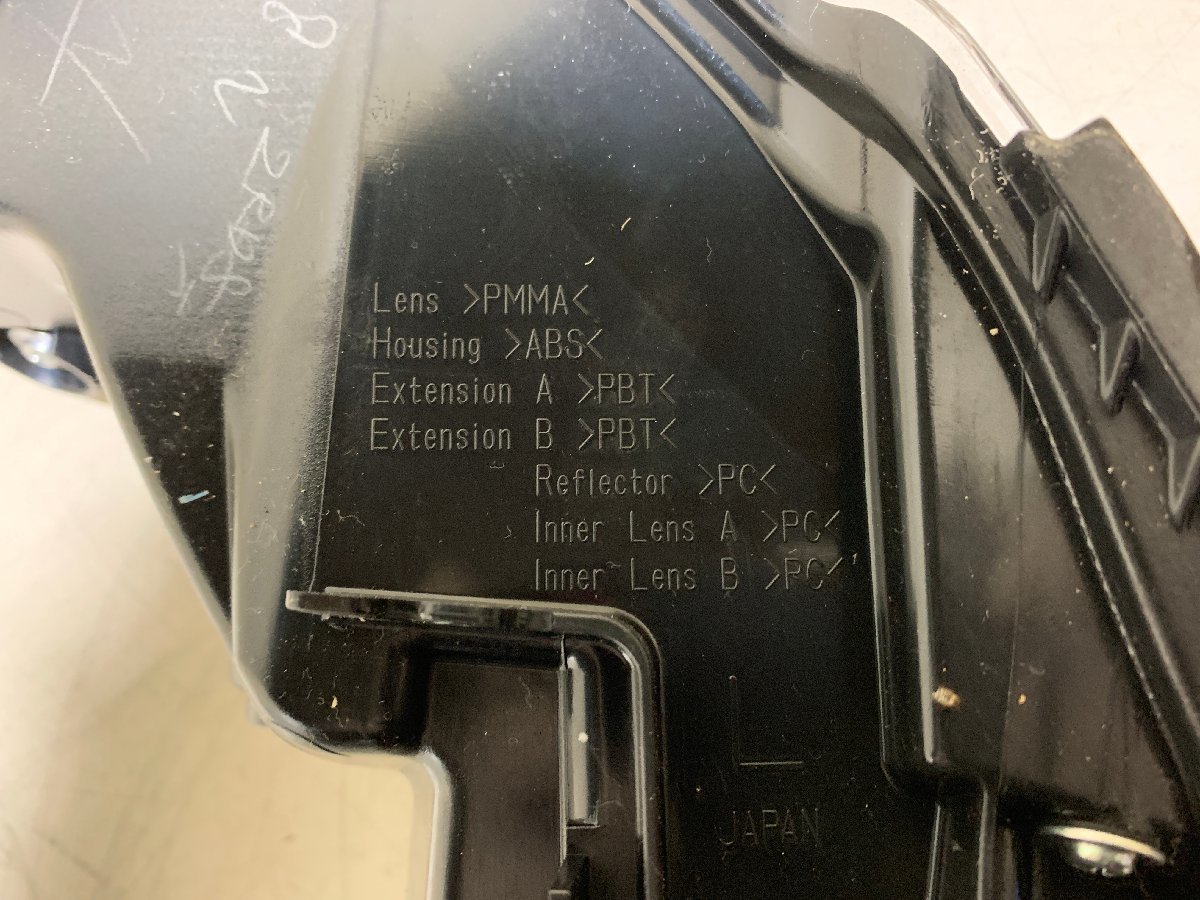 Lens >PMMA<
Housing >ABS<
Extension A >PBT<
Extension B >PBT<
Reflector >PC<
Inner Lens A >PC<
Inner Lens B >PC<
L
JAPAN